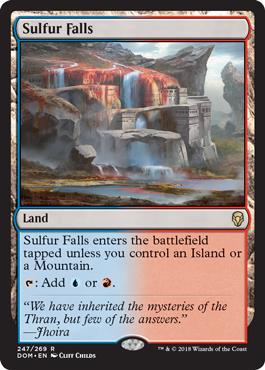 Sulfur Falls
Land
Sulfur Falls enters the battlefield
tapped unless you control an Island or
a Mountain.
: Add or .
“We have inherited the mysteries of the
Thran, but few of the answers.”
—Jhoira
247/269 R
DOM • EN Cliff Childs
™ & © 2018 Wizards of the Coast